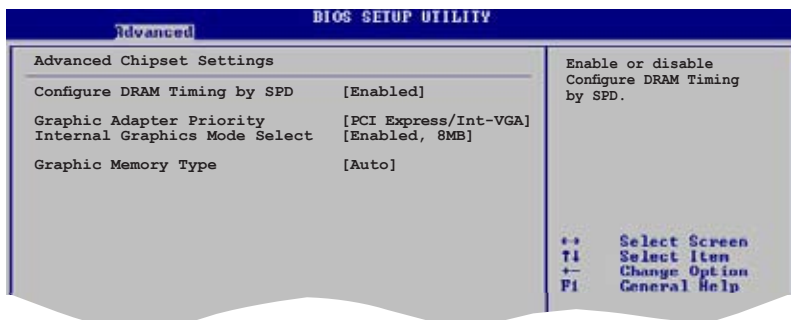 BIOS SETUP UTILITY
Advanced
Advanced Chipset Settings
Configure DRAM Timing by SPD [Enabled]
Graphic Adapter Priority [PCI Express/Int-VGA]
Internal Graphics Mode Select [Enabled, 8MB]
Graphic Memory Type [Auto]
Enable or disable
Configure DRAM Timing
by SPD.
↔ Select Screen
↑↓ Select Item
+- Change Option
F1 General Help